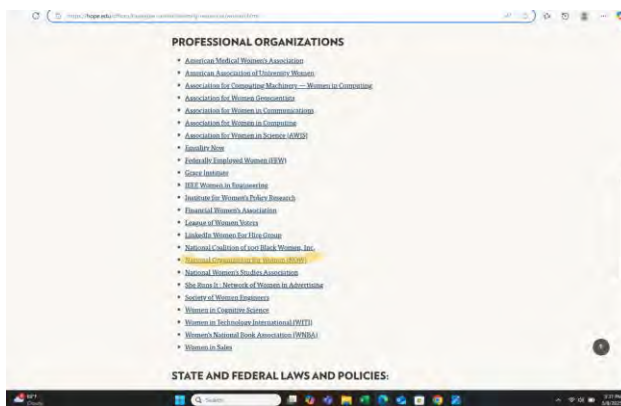 hope.edu
PROFESSIONAL ORGANIZATIONS
American Medical Women's Association
American Association of University Women
Association for Computing Machinery — Women in Computing
Association for Women Geoscientists
Association for Women in Communications
Association for Women in Computing
Association for Women in Science (AWIS)
Equality Now
Federally Employed Women (FEW)
Grace Institute
IEEE Women in Engineering
Institute for Women's Policy Research
Financial Women's Association
League of Women Voters
LinkedIn Women For Hire Group
National Coalition of 100 Black Women, Inc.
National Organization for Women (NOW)
National Women's Studies Association
She Runs It: Network of Women in Advertising
Society of Women Engineers
Women in Cognitive Science
Women in Technology International (WITI)
Women's National Book Association (WNBA)
Women in Sales
STATE AND FEDERAL LAWS AND POLICIES:
Cloudy
Search